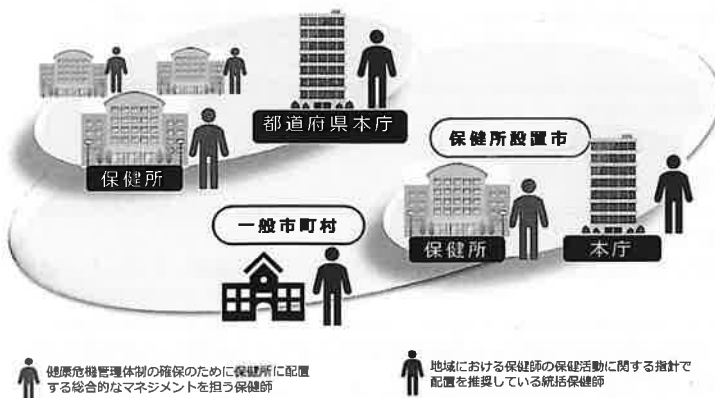 都道府県本庁
保健所設置市
保健所
一般市町村
保健所
本庁
健康危機管理体制の確保のために保健所に配置
する総合的なマネジメントを担う保健師
地域における保健師の保健活動に関する指針で
配置を推奨している統括保健師